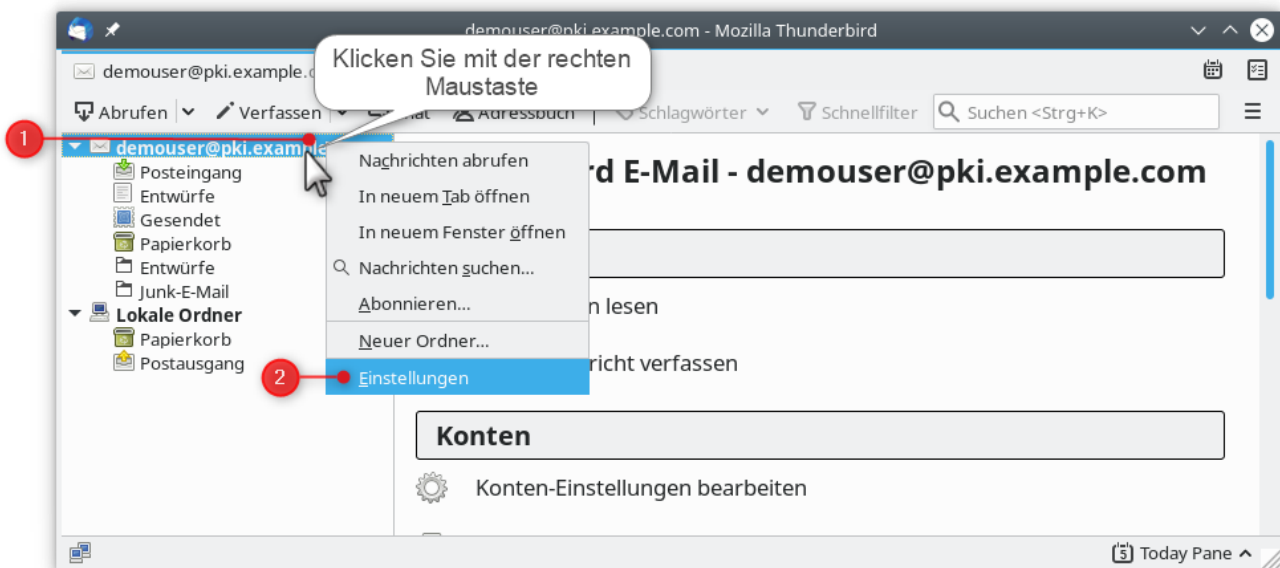 demouser@pki.example.com - Mozilla Thunderbird
demouser@pki.example.
Klicken Sie mit der rechten
Maustaste
Abrufen Verfassen Adressbuch Schlagwörter Schnellfilter Suchen <Strg+K>
1
demouser@pki.example
Posteingang
Entwürfe
Gesendet
Papierkorb
Entwürfe
Junk-E-Mail
Lokale Ordner
Papierkorb
Postausgang
Nachrichten abrufen
In neuem Tab öffnen
In neuem Fenster öffnen
Nachrichten suchen...
Abonnieren...
Neuer Ordner...
2
Einstellungen
rd E-Mail - demouser@pki.example.com
n lesen
richt verfassen
Konten
Konten-Einstellungen bearbeiten
5 Today Pane